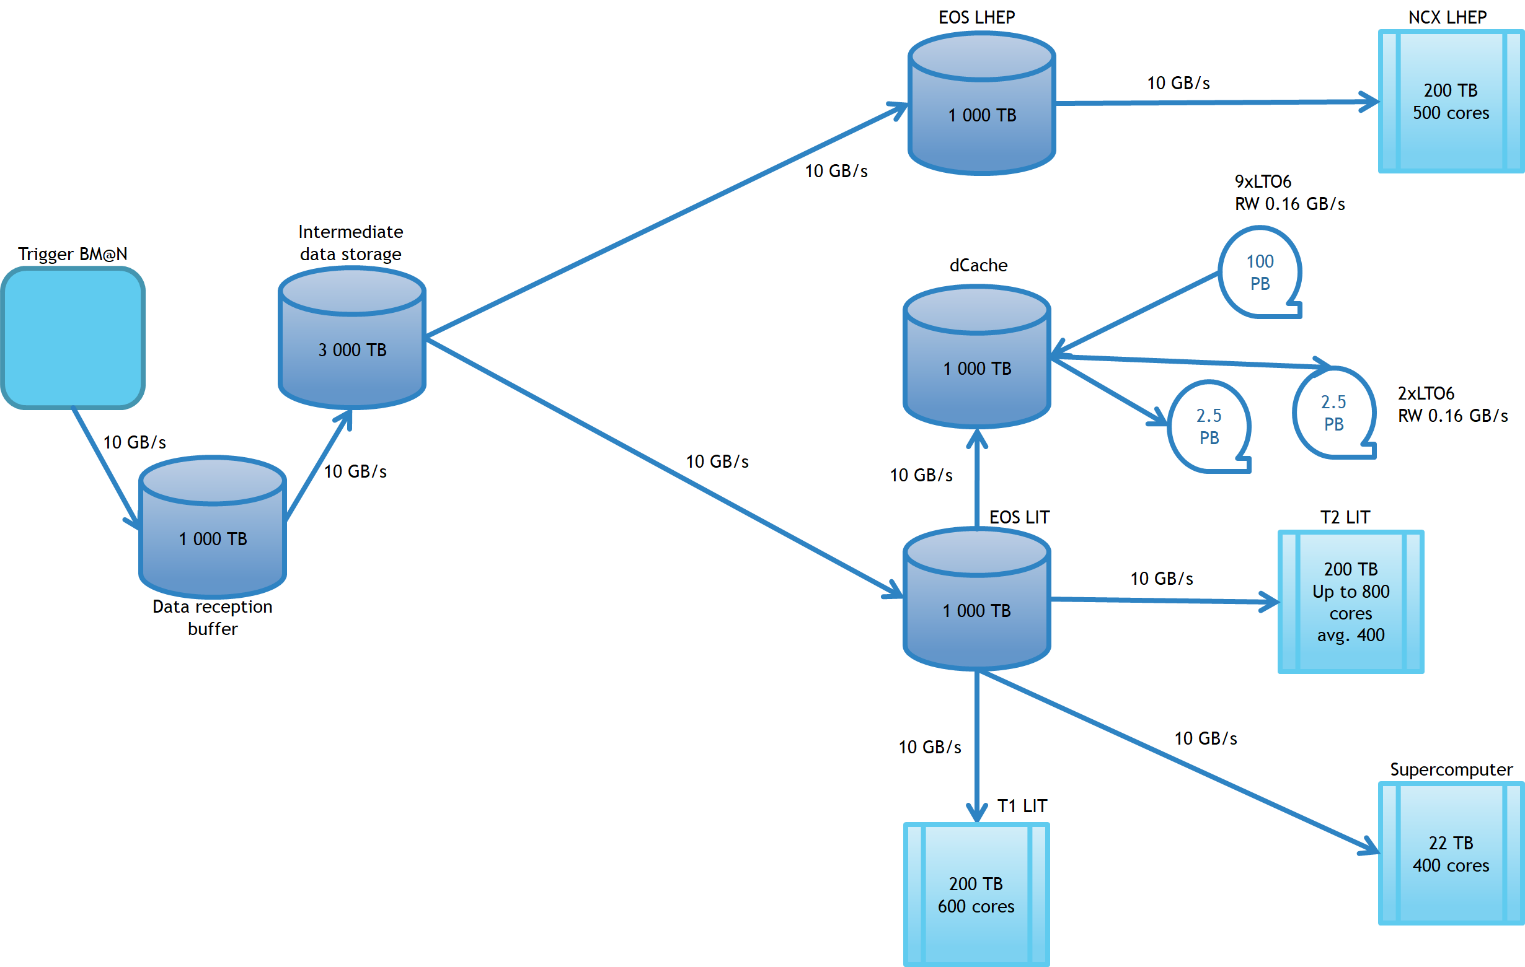 EOS LHEP
NCX LHEP
10 GB/s
200 TB
500 cores
1 000 TB
10 GB/s
9xLTO6
RW 0.16 GB/s
Trigger BM@N
Intermediate
data storage
dCache
100
PB
3 000 TB
1 000 TB
2.5
PB
2xLTO6
RW 0.16 GB/s
2.5
PB
10 GB/s
10 GB/s
10 GB/s
10 GB/s
EOS LIT
T2 LIT
1 000 TB
Data reception
buffer
1 000 TB
10 GB/s
200 TB
Up to 800
cores
avg. 400
10 GB/s
10 GB/s
Supercomputer
T1 LIT
22 TB
400 cores
200 TB
600 cores